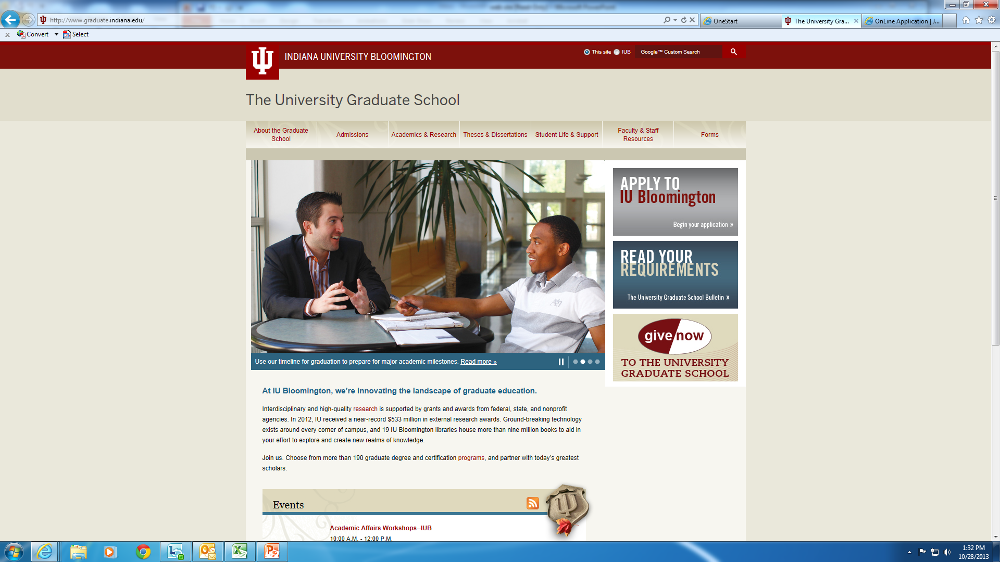 http://www.graduate.indiana.edu/
OneStart
The University Gra...
OnLine Application | J...
x Convert Select
INDIANA UNIVERSITY BLOOMINGTON
This site IUB Google™ Custom Search
The University Graduate School
About the Graduate
School
Admissions
Academics & Research
Theses & Dissertations
Student Life & Support
Faculty & Staff
Resources
Forms
APPLY TO
IU Bloomington
Begin your application »
READ YOUR
REQUIREMENTS
The University Graduate School Bulletin »
give now
TO THE UNIVERSITY
GRADUATE SCHOOL
Use our timeline for graduation to prepare for major academic milestones. Read more »
At IU Bloomington, we’re innovating the landscape of graduate education.
Interdisciplinary and high-quality research is supported by grants and awards from federal, state, and nonprofit
agencies. In 2012, IU received a near-record $533 million in external research awards. Ground-breaking technology
exists around every corner of campus, and 19 IU Bloomington libraries house more than nine million books to aid in
your effort to explore and create new realms of knowledge.
Join us. Choose from more than 190 graduate degree and certification programs, and partner with today’s greatest
scholars.
Events
Academic Affairs Workshops--IUB
10:00 A.M. - 12:00 P.M.
1:32 PM
10/28/2013